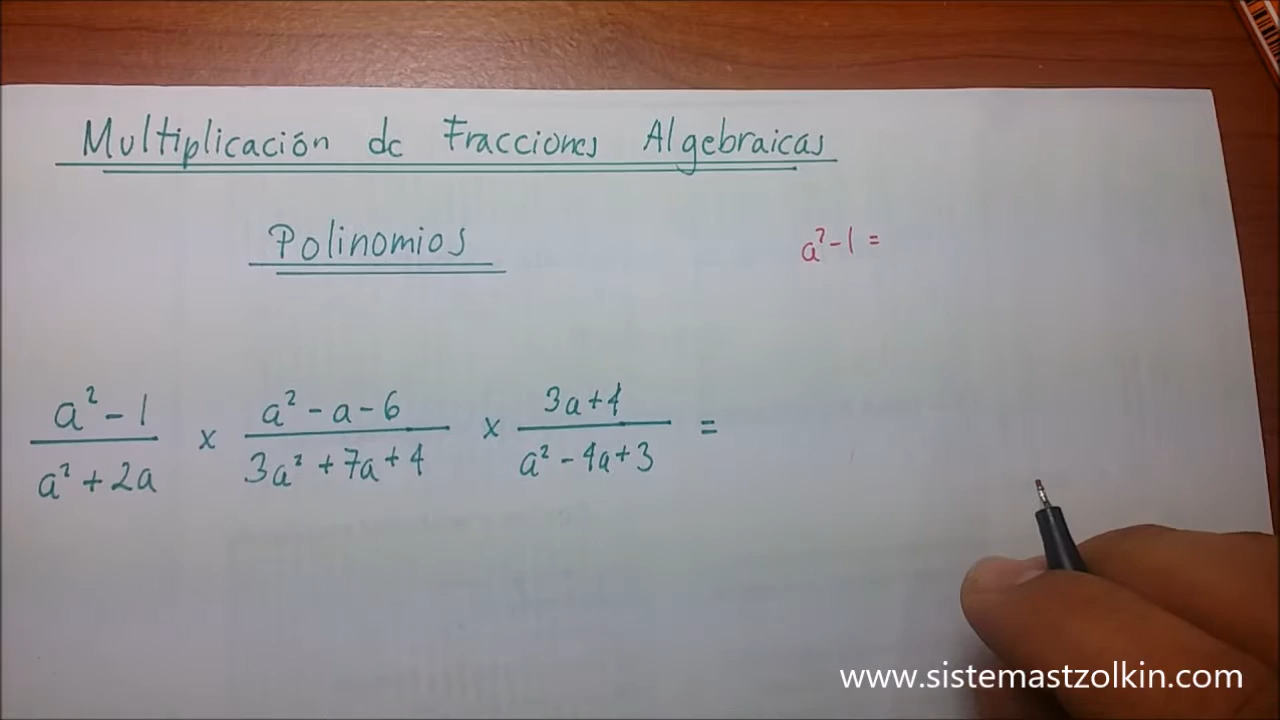 Multiplicación de Fracciones Algebraicas
Polinomios
a² - 1 =
a² - 1 / a² + 2a x a² - a - 6 / 3a² + 7a + 4 x 3a + 4 / a² - 4a + 3 =
www.sistemastzolkin.com